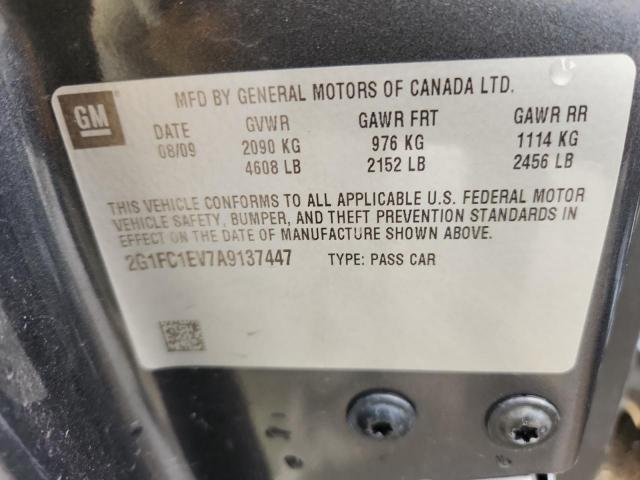 GM
MFD BY GENERAL MOTORS OF CANADA LTD.
DATE GVWR GAWR FRT GAWR RR
08/09 2090 KG 976 KG 1114 KG
4608 LB 2152 LB 2456 LB
THIS VEHICLE CONFORMS TO ALL APPLICABLE U.S. FEDERAL MOTOR
VEHICLE SAFETY, BUMPER, AND THEFT PREVENTION STANDARDS IN
EFFECT ON THE DATE OF MANUFACTURE SHOWN ABOVE.
2G1FC1EV7A9137447 TYPE: PASS CAR